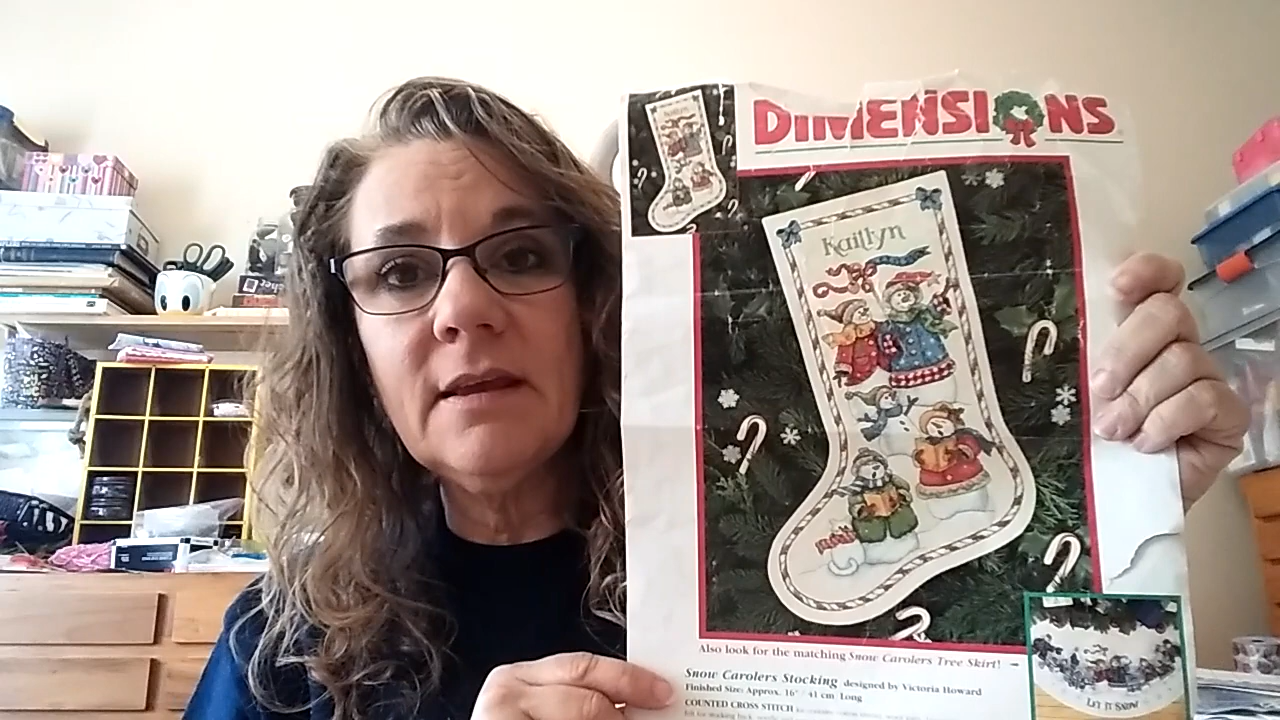 DIMENSIONS
Kaitlyn
Also look for the matching Snow Carolers Tree Skirt!
Snow Carolers Stocking designed by Victoria Howard
Finished Size: Approx. 16" / 41 cm Long
COUNTED CROSS STITCH
LET IT SNOW